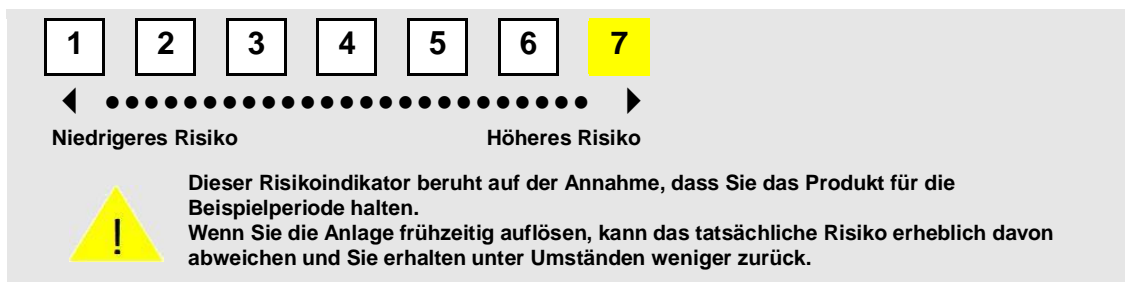 1 2 3 4 5 6 7
Niedrigeres Risiko Höheres Risiko
Dieser Risikoindikator beruht auf der Annahme, dass Sie das Produkt für die
Beispielperiode halten.
Wenn Sie die Anlage frühzeitig auflösen, kann das tatsächliche Risiko erheblich davon
abweichen und Sie erhalten unter Umständen weniger zurück.
!